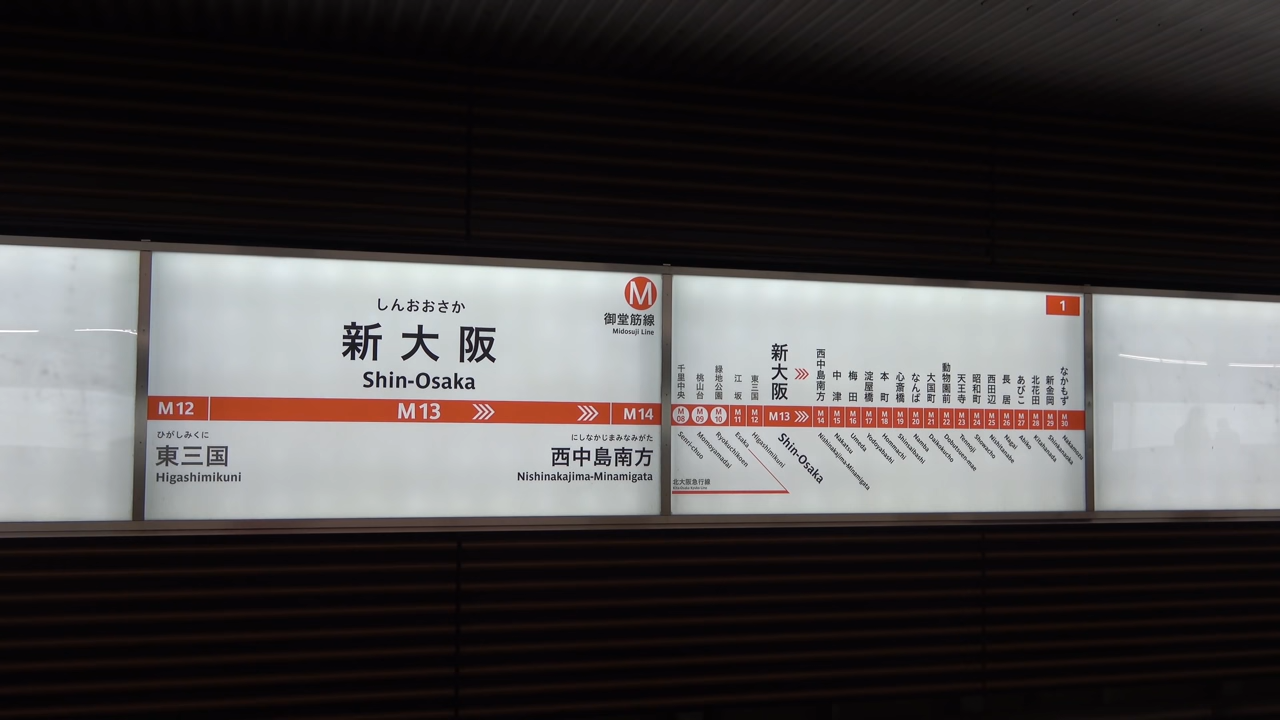 しんおおさか
新大阪
Shin-Osaka
M
御堂筋線
Midosuji Line
M12
M13
M14
ひがしみくに
東三国
Higashimikuni
にしなかじまみなみがた
西中島南方
Nishinakajima-Minamigata
1
千里中央
桃山台
緑地公園
江坂
東三国
新大阪
西中島南方
中津
梅田
淀屋橋
本町
心斎橋
なんば
大国町
動物園前
天王寺
昭和町
西田辺
長居
あびこ
北花田
新金岡
なかもず
M08
M09
M10
M11
M12
M13
M14
M15
M16
M17
M18
M19
M20
M21
M22
M23
M24
M25
M26
M27
M28
M29
M30
Senri-chuo
Momoyamadai
Ryokuchikoen
Esaka
Higashimikuni
Shin-Osaka
Nishinakajima-Minamigata
Nakatsu
Umeda
Yodoyabashi
Hommachi
Shinsaibashi
Namba
Daikokucho
Dobutsuen-mae
Tennoji
Showacho
Nishitanabe
Nagai
Abiko
Kitahanada
Shinkanaoka
Nakamozu
北大阪急行線